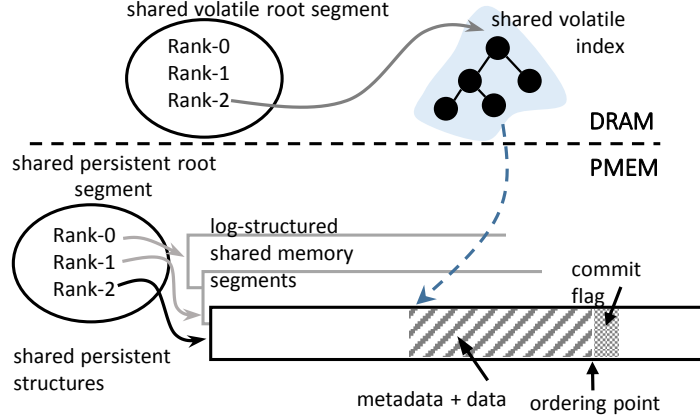 shared volatile root segment
Rank-0
Rank-1
Rank-2
shared volatile
index
DRAM
PMEM
shared persistent root
segment
Rank-0
Rank-1
Rank-2
log-structured
shared memory
segments
commit
flag
shared persistent
structures
metadata + data
ordering point